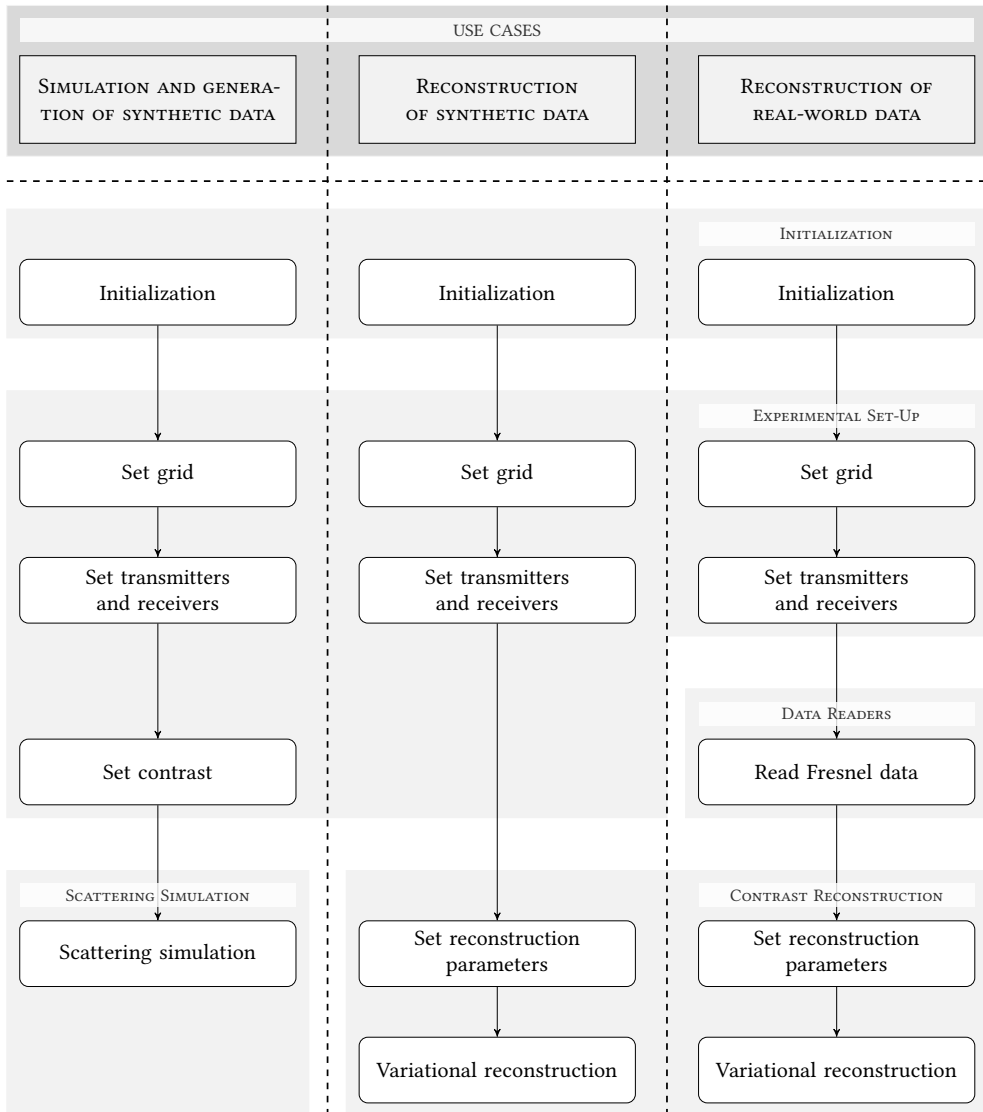 USE CASES
SIMULATION AND GENERA-
TION OF SYNTHETIC DATA
RECONSTRUCTION
OF SYNTHETIC DATA
RECONSTRUCTION OF
REAL-WORLD DATA
INITIALIZATION
Initialization
Initialization
Initialization
EXPERIMENTAL SET-UP
Set grid
Set grid
Set grid
Set transmitters
and receivers
Set transmitters
and receivers
Set transmitters
and receivers
DATA READERS
Set contrast
Read Fresnel data
SCATTERING SIMULATION
CONTRAST RECONSTRUCTION
Scattering simulation
Set reconstruction
parameters
Set reconstruction
parameters
Variational reconstruction
Variational reconstruction